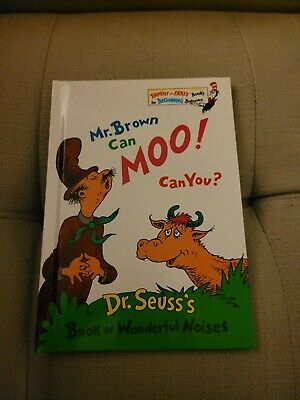 BRIGHT and EARLY Books
for BEGINNING Beginners
Mr. Brown
Can
MOO!
Can You?
Dr. Seuss's
Book of Wonderful Noises